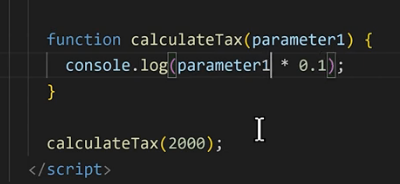 function calculateTax(parameter1) {
console.log(parameter1 * 0.1);
}
calculateTax(2000);
</script>